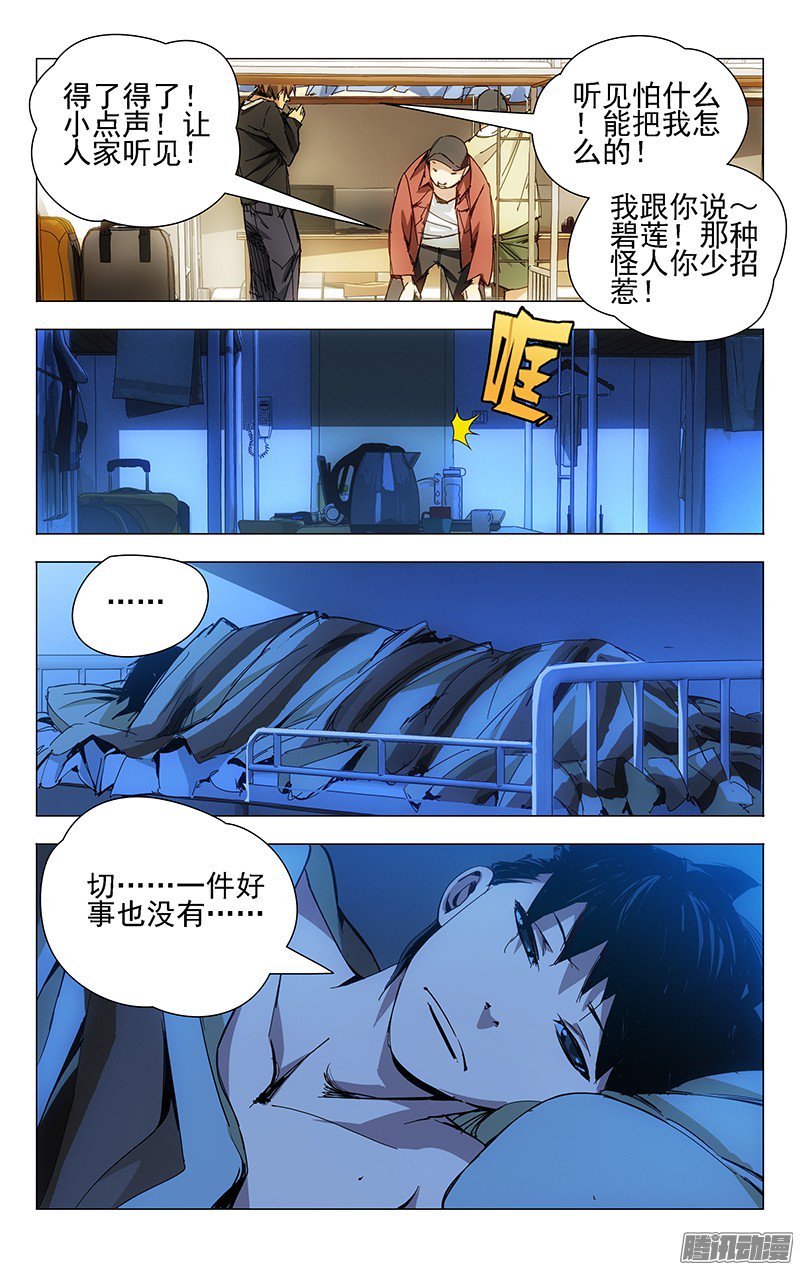 得了得了！
小点声！让
人家听见！
听见怕什么
！能把我怎
么的！
我跟你说～
碧莲！那种
怪人你少招
惹！
哐
……
切……一件好
事也没有……
腾讯动漫